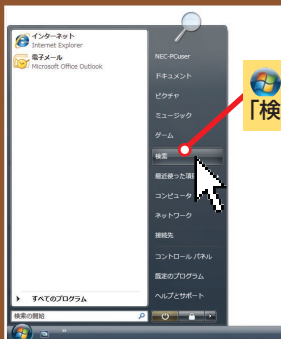 インターネット
Internet Explorer
電子メール
Microsoft Office Outlook
すべてのプログラム
検索の開始
NEC-PCuser
ドキュメント
ピクチャ
ミュージック
ゲーム
検索
最近使った項目
コンピュータ
ネットワーク
接続先
コントロール パネル
既定のプログラム
ヘルプとサポート
「検